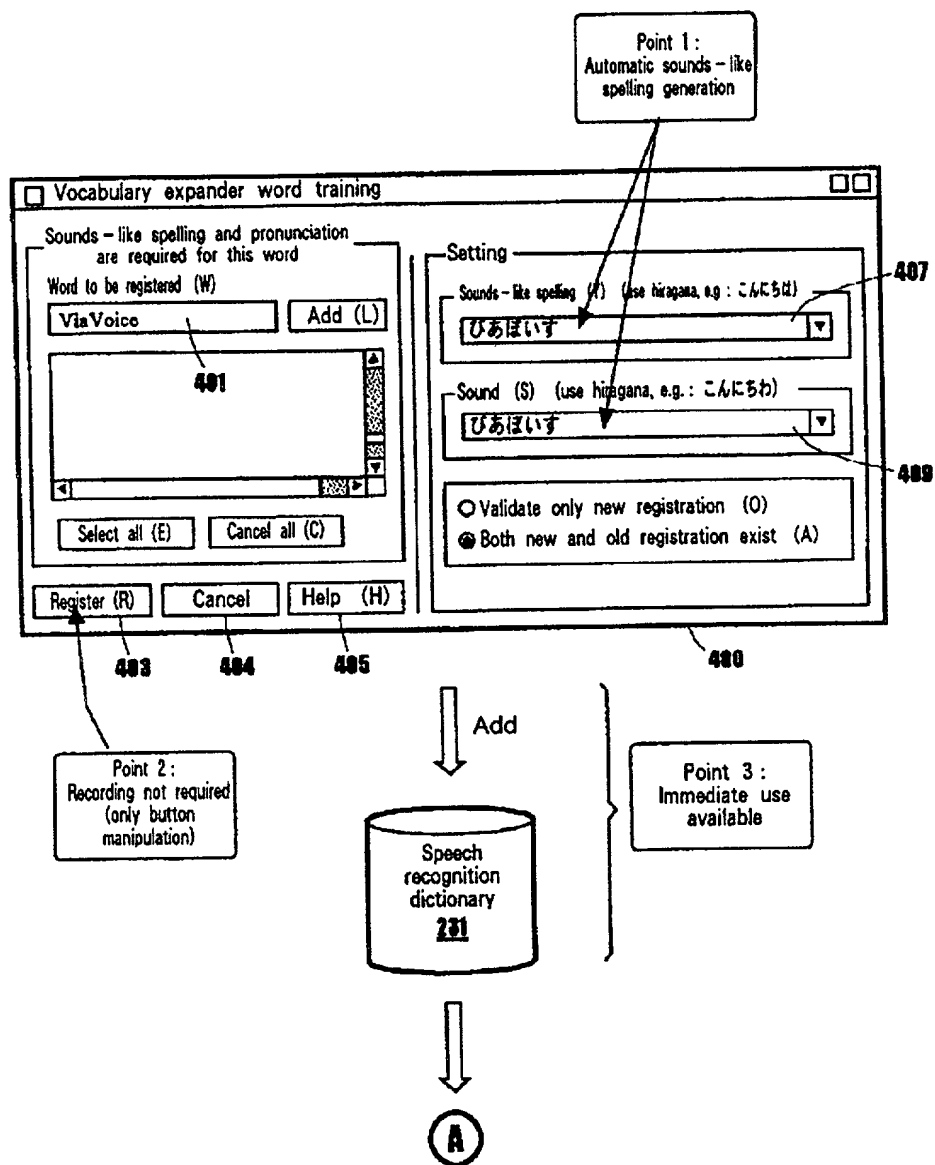 Point 1 :
Automatic sounds-like
spelling generation
Vocabulary expander word training
Sounds-like spelling and pronunciation
are required for this word
Word to be registered (W)
ViaVoice
Add (L)
401
Select all (E)
Cancel all (C)
Register (R)
Cancel
Help (H)
403
404
405
Setting
Sounds-like spelling (use hiragana, e.g : こんにちは)
びあぼいす
407
Sound (S) (use hiragana, e.g. : こんにちわ)
びあぼいす
409
Validate only new registration (O)
Both new and old registration exist (A)
400
Point 2 :
Recording not required
(only button
manipulation)
Add
Speech
recognition
dictionary
231
Point 3 :
Immediate use
available
A